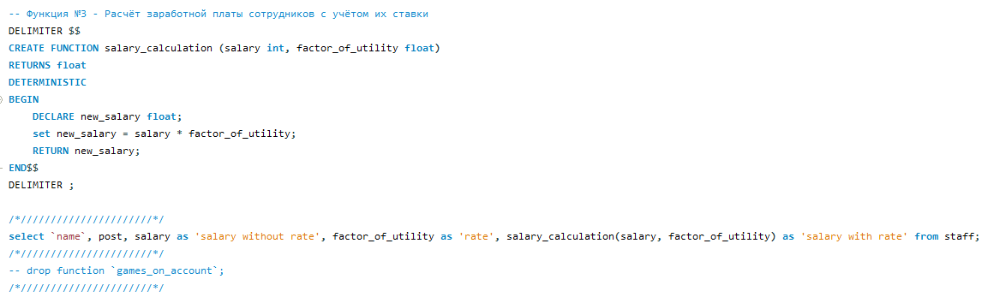 -- Функция №3 - Расчёт заработной платы сотрудников с учётом их ставки
DELIMITER $$
CREATE FUNCTION salary_calculation (salary int, factor_of_utility float)
RETURNS float
DETERMINISTIC
BEGIN
    DECLARE new_salary float;
    set new_salary = salary * factor_of_utility;
    RETURN new_salary;
END$$
DELIMITER ;

/*//////////////////////*/
select `name`, post, salary as 'salary without rate', factor_of_utility as 'rate', salary_calculation(salary, factor_of_utility) as 'salary with rate' from staff;
/*//////////////////////*/
-- drop function `games_on_account`;
/*//////////////////////*/